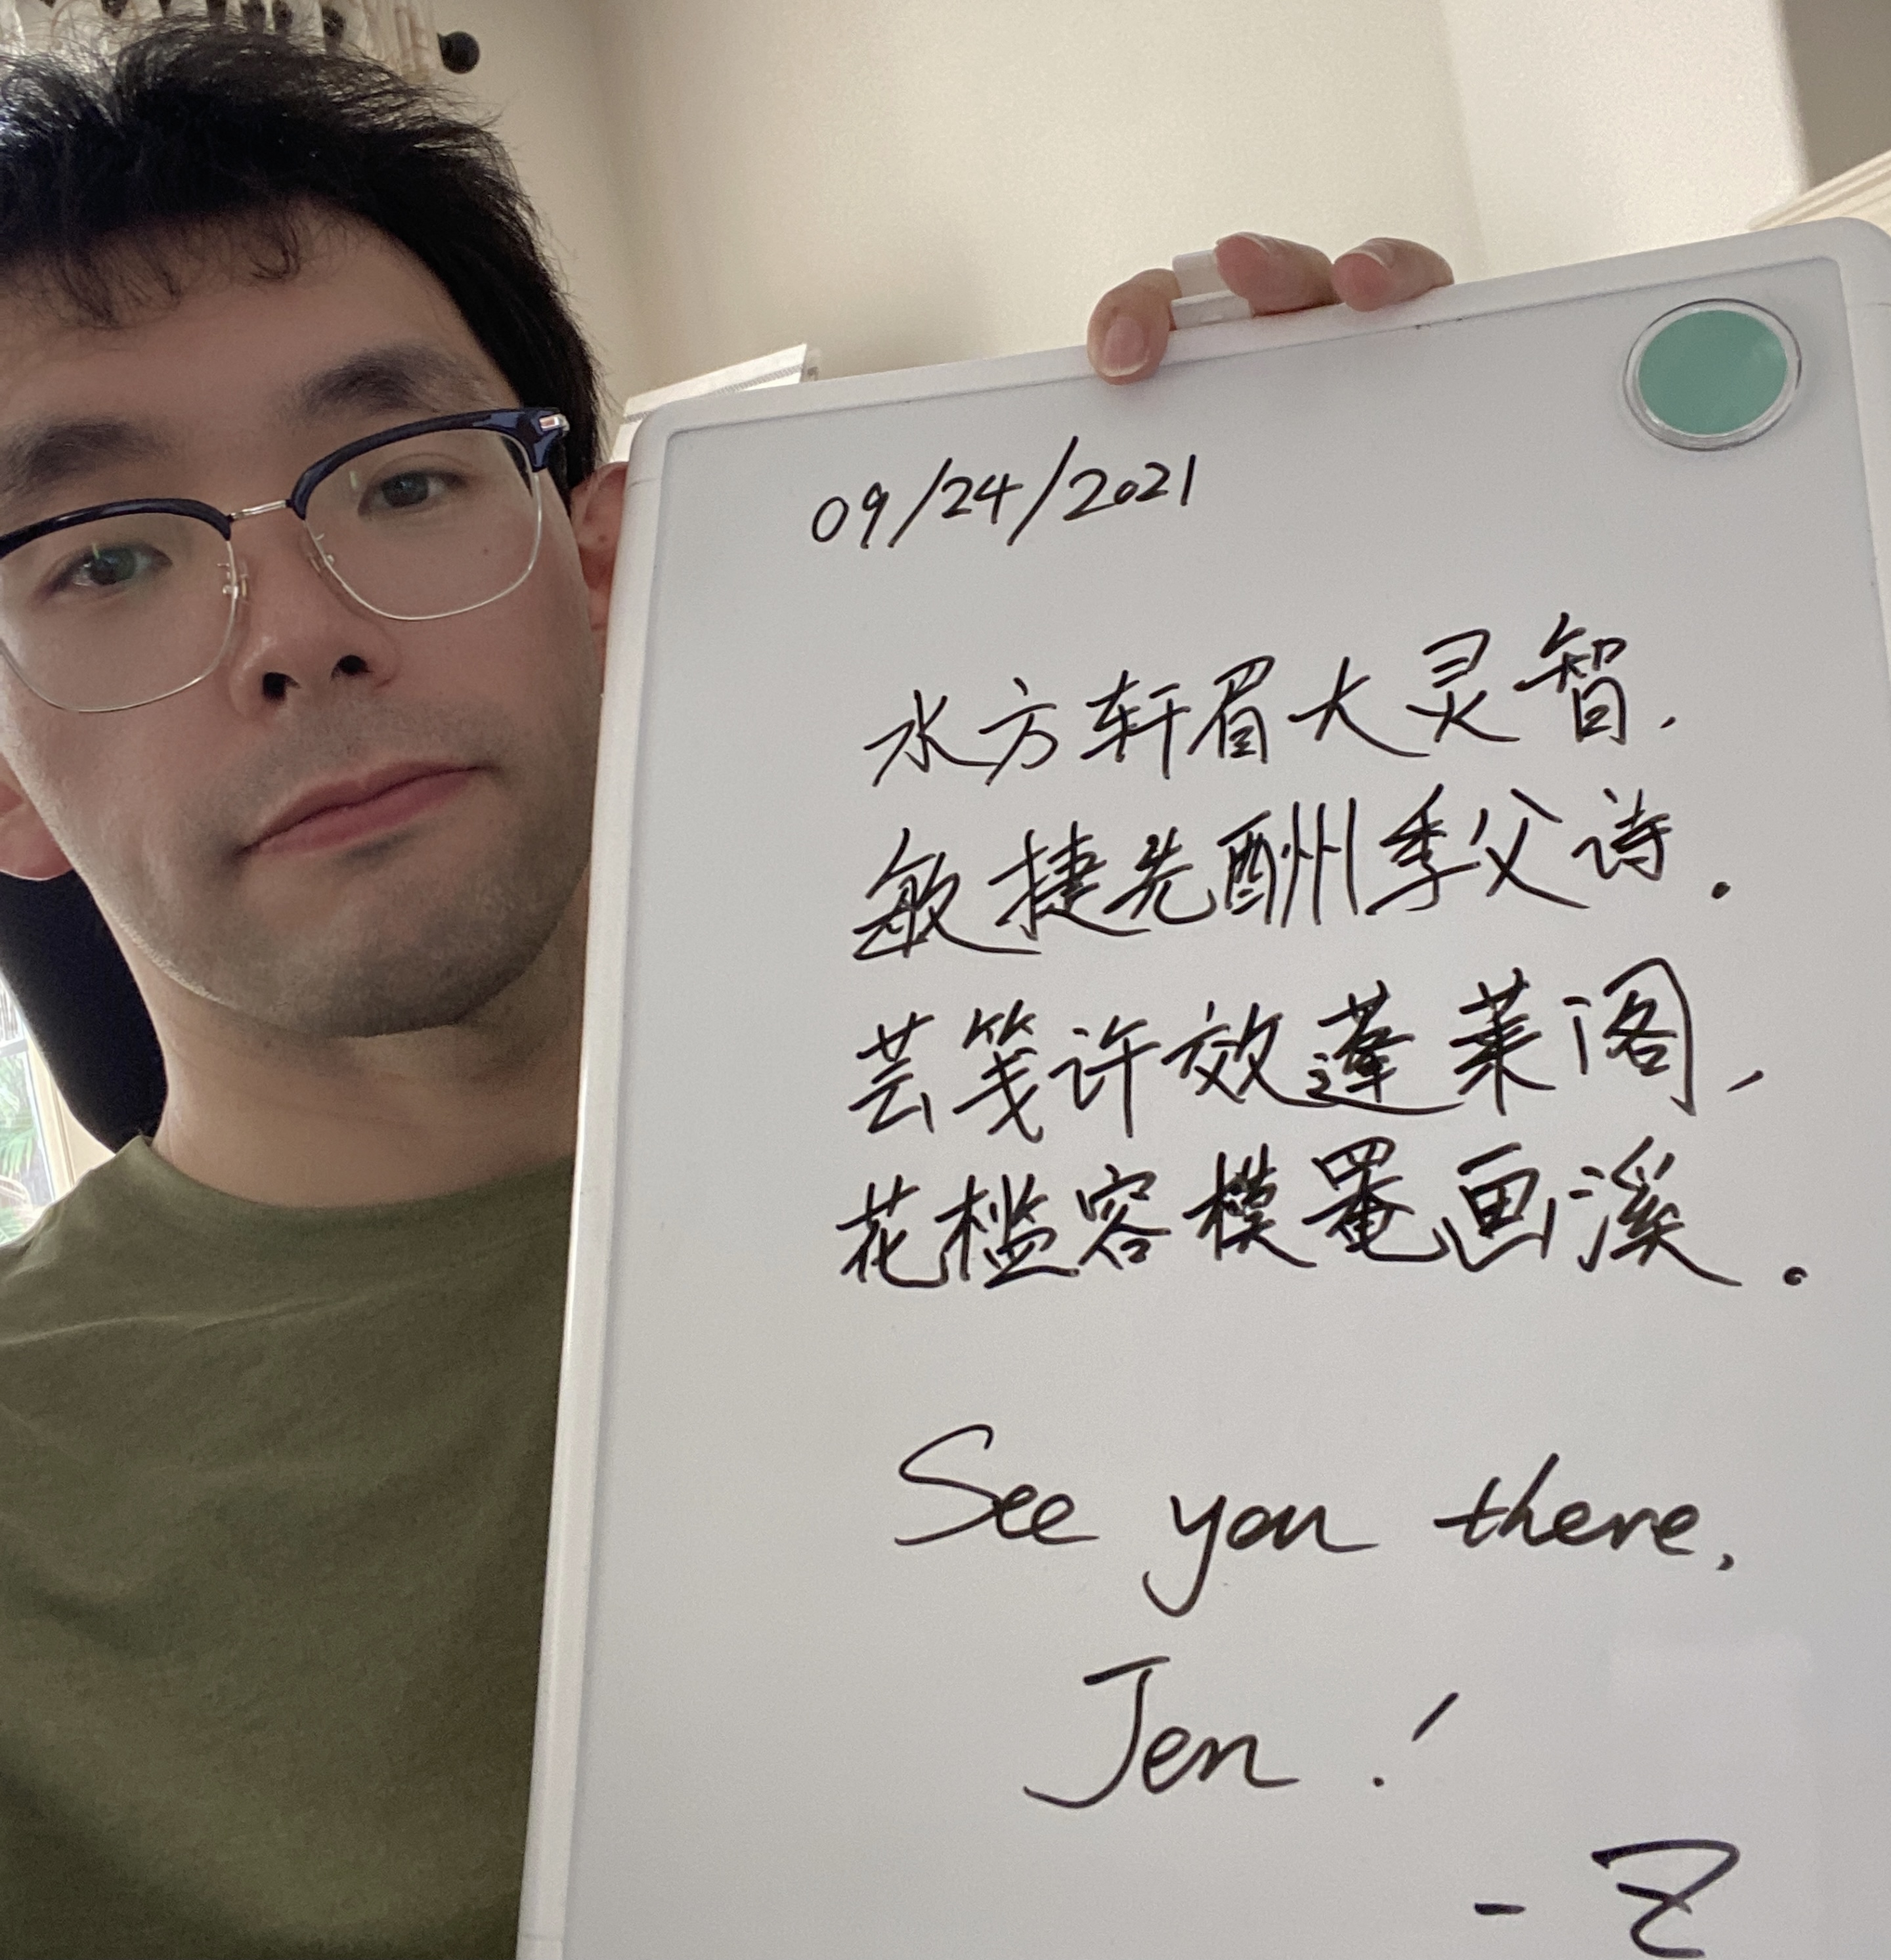 09/24/2021
水方轩眉大灵智,
敏捷先酬季父诗.
芸笺许效蓬莱阁,
花槛容模罨画溪.
See you there,
Jen!
- Z